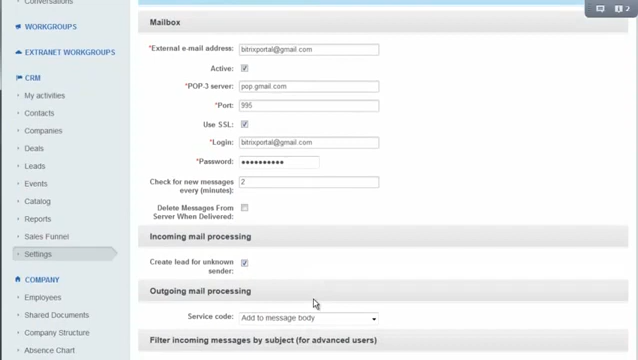 Conversations
WORKGROUPS
EXTRANET WORKGROUPS
CRM
My activities
Contacts
Companies
Deals
Leads
Events
Catalog
Reports
Sales Funnel
Settings
COMPANY
Employees
Shared Documents
Company Structure
Absence Chart
2
Mailbox
*External e-mail address: bitrixportal@gmail.com
Active:
*POP-3 server: pop.gmail.com
*Port: 995
Use SSL:
*Login: bitrixportal@gmail.com
*Password: ••••••••••
Check for new messages
every (minutes): 2
Delete Messages From
Server When Delivered:
Incoming mail processing
Create lead for unknown
sender:
Outgoing mail processing
Service code: Add to message body
Filter incoming messages by subject (for advanced users)